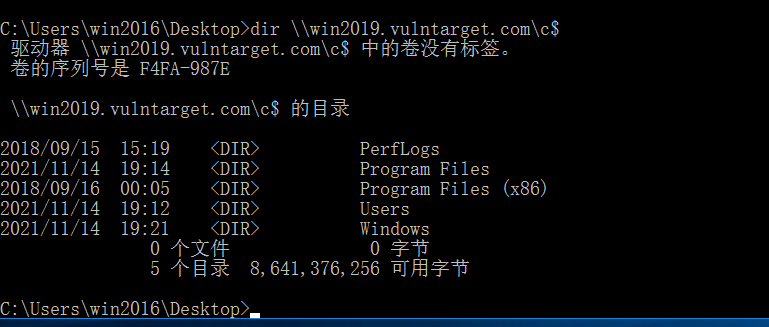 C:\Users\win2016\Desktop>dir \\win2019.vulntarget.com\c$
驱动器 \\win2019.vulntarget.com\c$ 中的卷没有标签。
卷的序列号是 F4FA-987E
\\win2019.vulntarget.com\c$ 的目录
2018/09/15  15:19    <DIR>          PerfLogs
2021/11/14  19:14    <DIR>          Program Files
2018/09/16  00:05    <DIR>          Program Files (x86)
2021/11/14  19:12    <DIR>          Users
2021/11/14  19:21    <DIR>          Windows
0 个文件              0 字节
5 个目录  8,641,376,256 可用字节
C:\Users\win2016\Desktop>